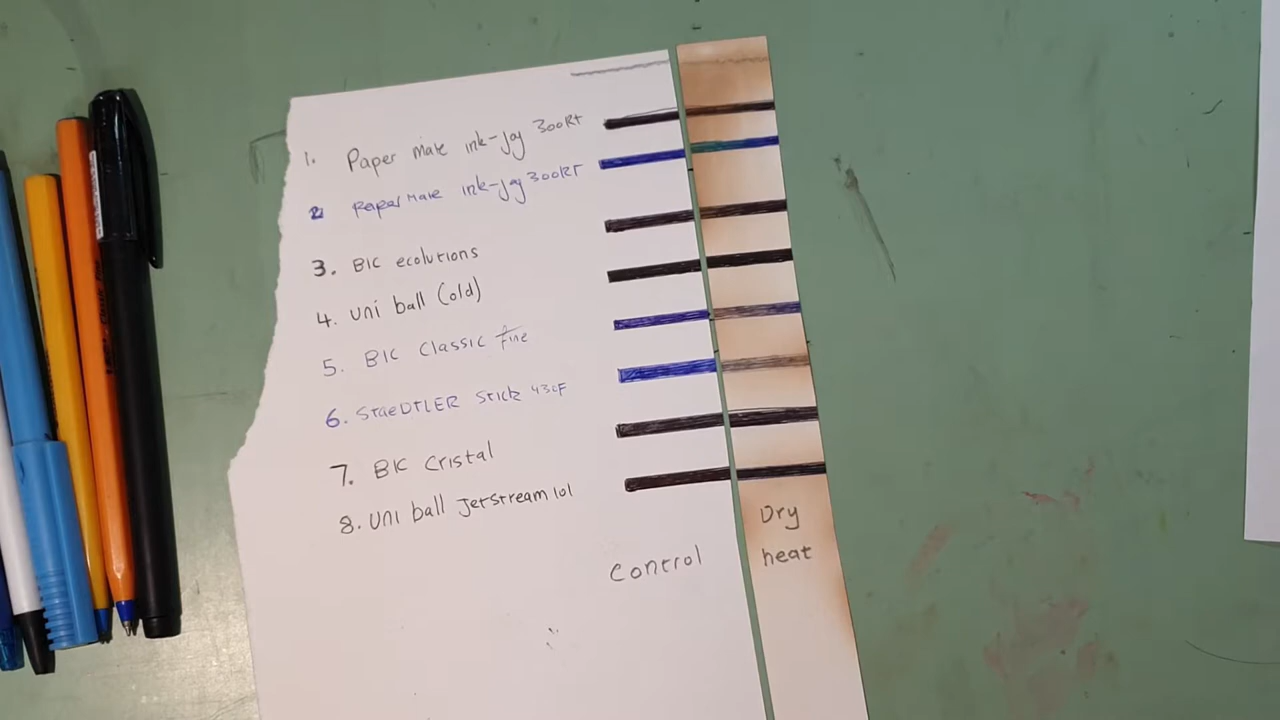 1. Paper mate ink-joy 300Rt
2 Paper Mate ink-joy 300RT
3. BIC ecolutions
4. uni ball (old)
5. BIC Classic fine
6. STaeDTLER Stick 430F
7. BIC Cristal
8. uni ball Jetstream 101
Control
Dry
heat